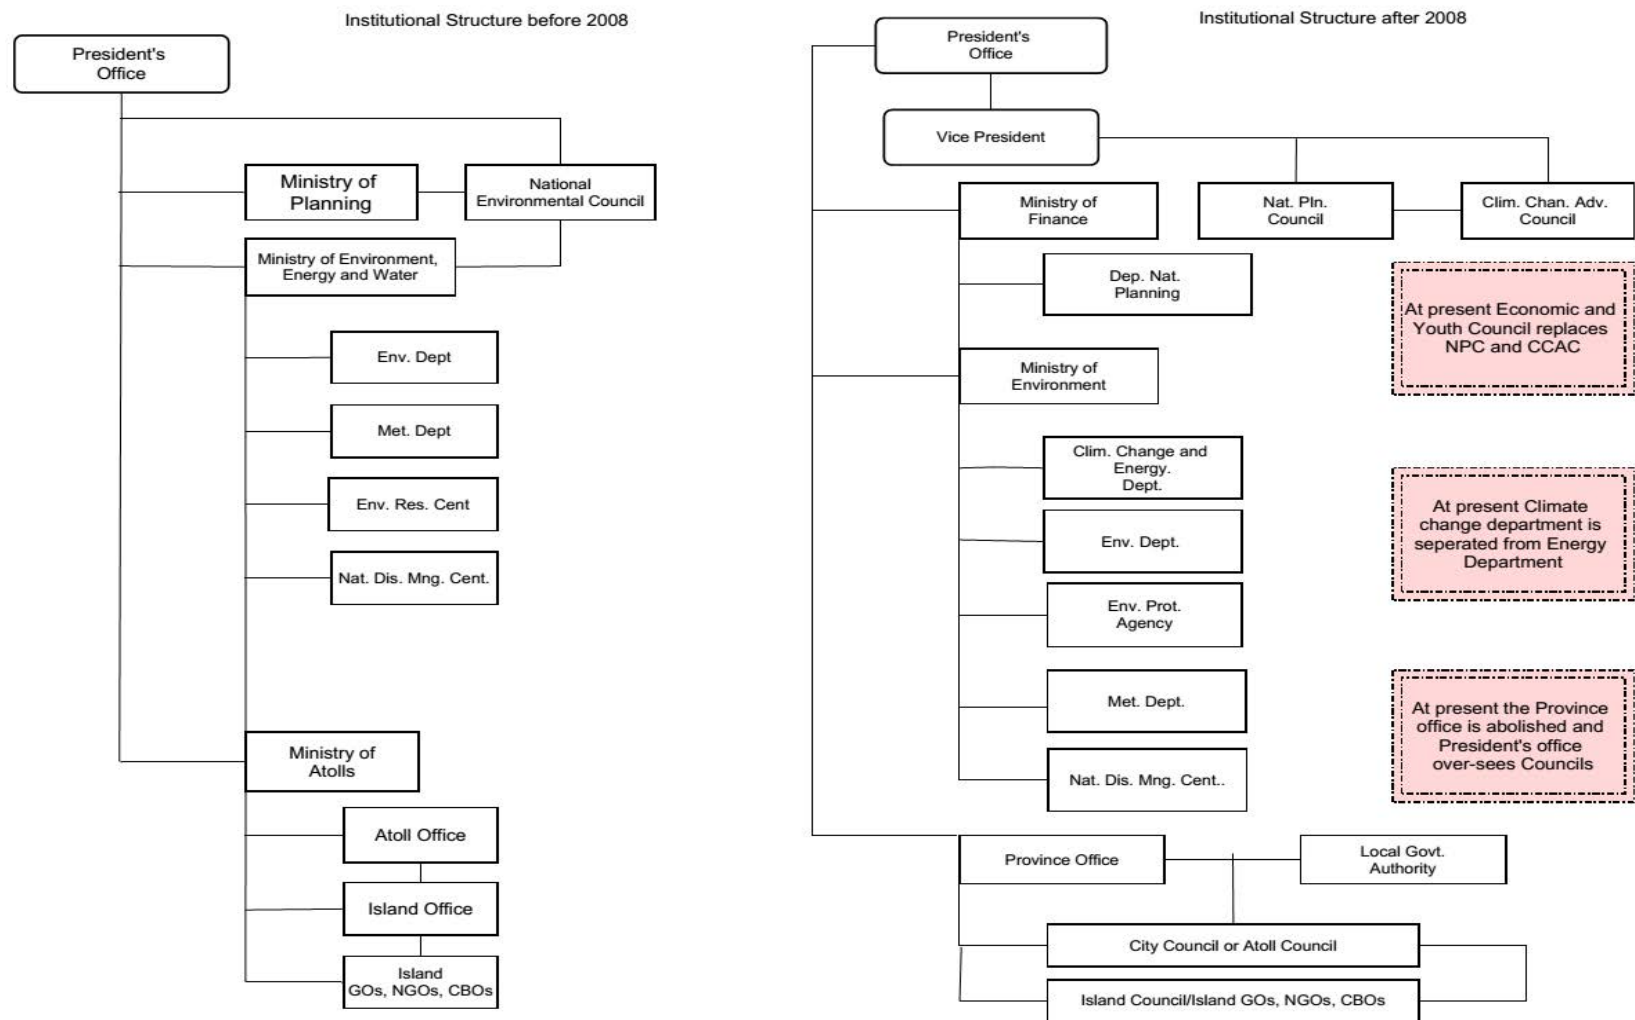 Institutional Structure before 2008
President's
Office
Ministry of
Planning
National
Environmental Council
Ministry of Environment,
Energy and Water
Env. Dept
Met. Dept
Env. Res. Cent
Nat. Dis. Mng. Cent.
Ministry of
Atolls
Atoll Office
Island Office
Island
GOs, NGOs, CBOs
Institutional Structure after 2008
President's
Office
Vice President
Ministry of
Finance
Nat. Pln.
Council
Clim. Chan. Adv.
Council
Dep. Nat.
Planning
At present Economic and
Youth Council replaces
NPC and CCAC
Ministry of
Environment
Clim. Change and
Energy.
Dept.
At present Climate
change department is
seperated from Energy
Department
Env. Dept.
Env. Prot.
Agency
Met. Dept.
At present the Province
office is abolished and
President's office
over-sees Councils
Nat. Dis. Mng. Cent..
Province Office
Local Govt.
Authority
City Council or Atoll Council
Island Council/Island GOs, NGOs, CBOs